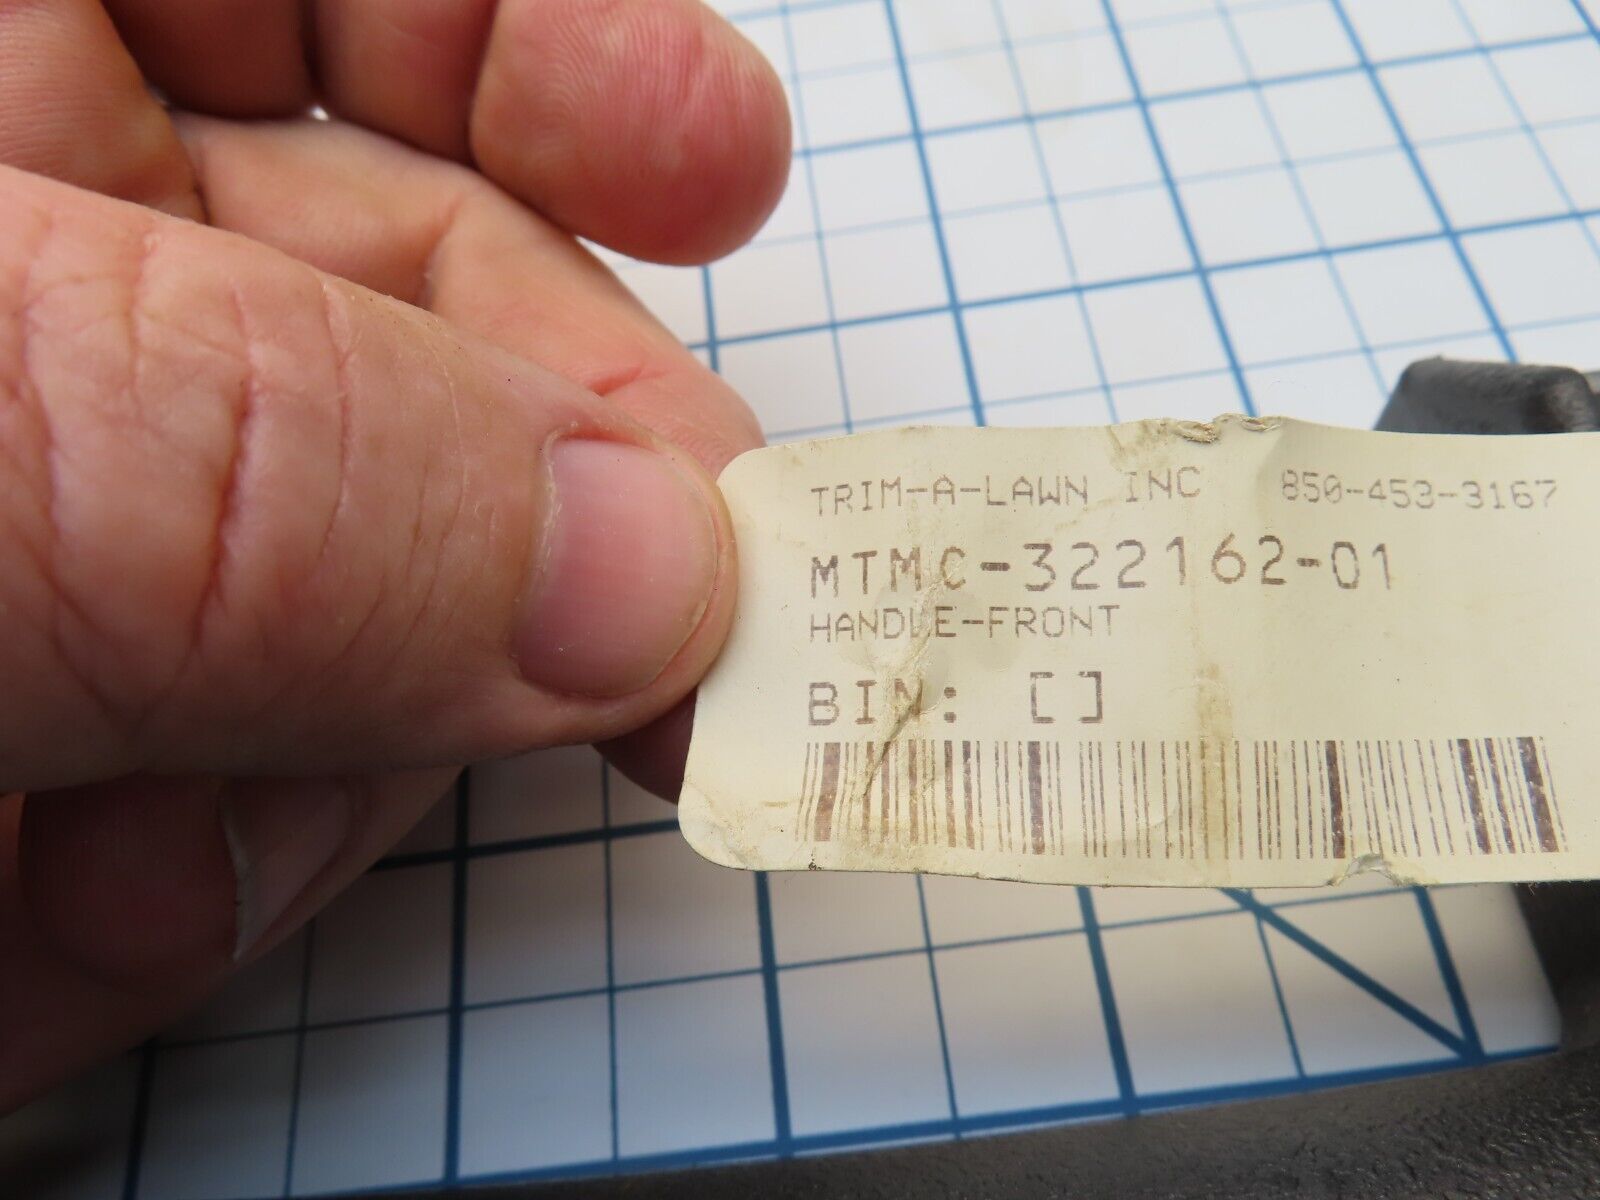 TRIM-A-LAWN INC 850-453-3167
MTMC-322162-01
HANDLE-FRONT
BIN: []